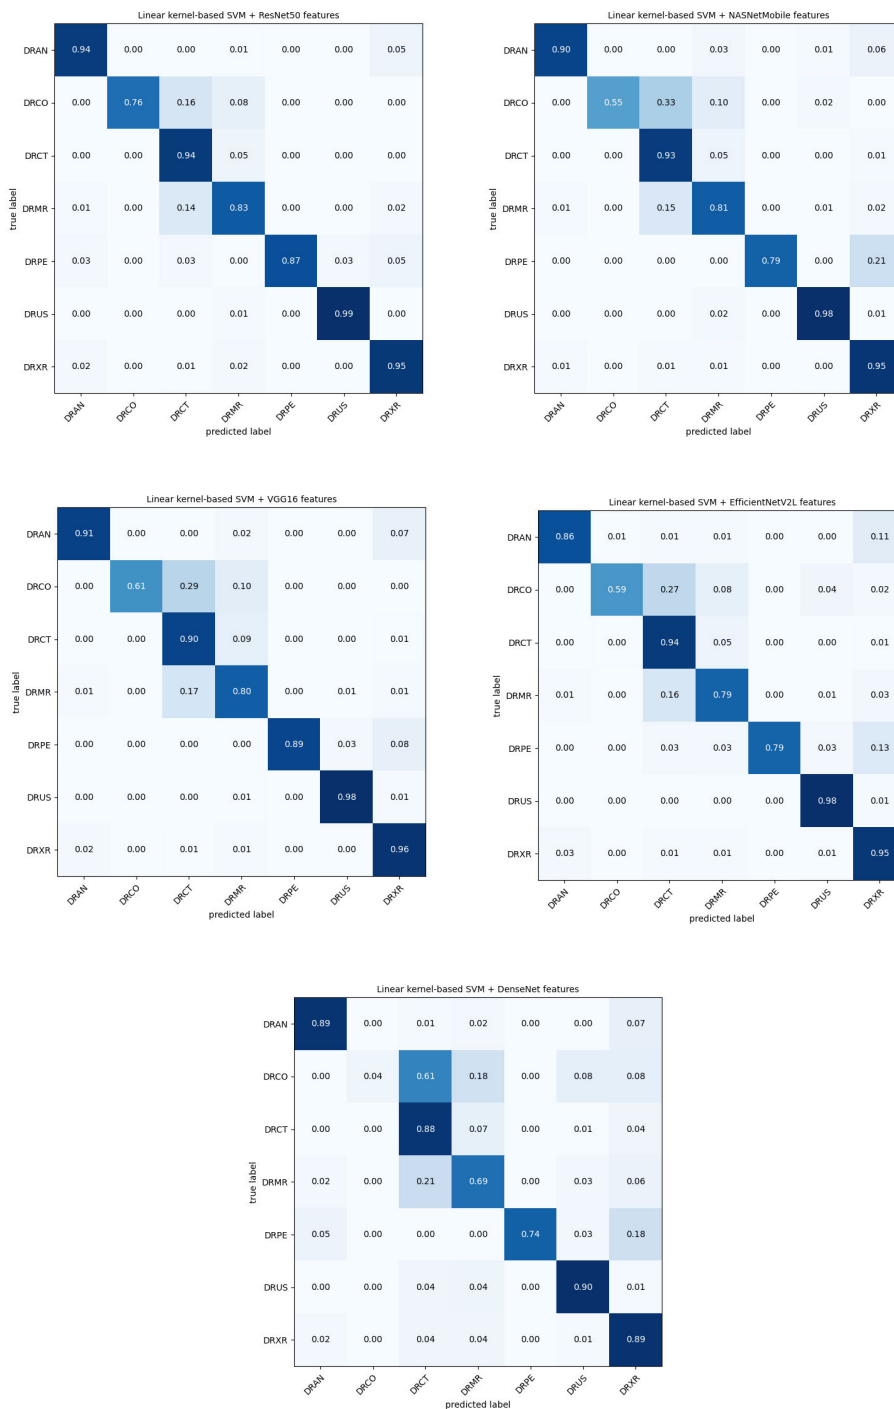 Linear kernel-based SVM + ResNet50 features
true label
DRAN 0.94 0.00 0.00 0.01 0.00 0.00 0.05
DRCO 0.00 0.76 0.16 0.08 0.00 0.00 0.00
DRCT 0.00 0.00 0.94 0.05 0.00 0.00 0.00
DRMR 0.01 0.00 0.14 0.83 0.00 0.00 0.02
DRPE 0.03 0.00 0.03 0.00 0.87 0.03 0.05
DRUS 0.00 0.00 0.00 0.01 0.00 0.99 0.00
DRXR 0.02 0.00 0.01 0.02 0.00 0.00 0.95
DRAN DRCO DRCT DRMR DRPE DRUS DRXR
predicted label
Linear kernel-based SVM + NASNetMobile features
true label
DRAN 0.90 0.00 0.00 0.03 0.00 0.01 0.06
DRCO 0.00 0.55 0.33 0.10 0.00 0.02 0.00
DRCT 0.00 0.00 0.93 0.05 0.00 0.00 0.01
DRMR 0.01 0.00 0.15 0.81 0.00 0.01 0.02
DRPE 0.00 0.00 0.00 0.00 0.79 0.00 0.21
DRUS 0.00 0.00 0.00 0.02 0.00 0.98 0.01
DRXR 0.01 0.00 0.01 0.01 0.00 0.00 0.95
DRAN DRCO DRCT DRMR DRPE DRUS DRXR
predicted label
Linear kernel-based SVM + VGG16 features
true label
DRAN 0.91 0.00 0.00 0.02 0.00 0.00 0.07
DRCO 0.00 0.61 0.29 0.10 0.00 0.00 0.00
DRCT 0.00 0.00 0.90 0.09 0.00 0.00 0.01
DRMR 0.01 0.00 0.17 0.80 0.00 0.01 0.01
DRPE 0.00 0.00 0.00 0.00 0.89 0.03 0.08
DRUS 0.00 0.00 0.00 0.01 0.00 0.98 0.01
DRXR 0.02 0.00 0.01 0.01 0.00 0.00 0.96
DRAN DRCO DRCT DRMR DRPE DRUS DRXR
predicted label
Linear kernel-based SVM + EfficientNetV2L features
true label
DRAN 0.86 0.01 0.01 0.01 0.00 0.00 0.11
DRCO 0.00 0.59 0.27 0.08 0.00 0.04 0.02
DRCT 0.00 0.00 0.94 0.05 0.00 0.00 0.01
DRMR 0.01 0.00 0.16 0.79 0.00 0.01 0.03
DRPE 0.00 0.00 0.03 0.03 0.79 0.03 0.13
DRUS 0.00 0.00 0.00 0.00 0.00 0.98 0.01
DRXR 0.03 0.00 0.01 0.01 0.00 0.01 0.95
DRAN DRCO DRCT DRMR DRPE DRUS DRXR
predicted label
Linear kernel-based SVM + DenseNet features
true label
DRAN 0.89 0.00 0.01 0.02 0.00 0.00 0.07
DRCO 0.00 0.04 0.61 0.18 0.00 0.08 0.08
DRCT 0.00 0.00 0.88 0.07 0.00 0.01 0.04
DRMR 0.02 0.00 0.21 0.69 0.00 0.03 0.06
DRPE 0.05 0.00 0.00 0.00 0.74 0.03 0.18
DRUS 0.00 0.00 0.04 0.04 0.00 0.90 0.01
DRXR 0.02 0.00 0.04 0.04 0.00 0.01 0.89
DRAN DRCO DRCT DRMR DRPE DRUS DRXR
predicted label